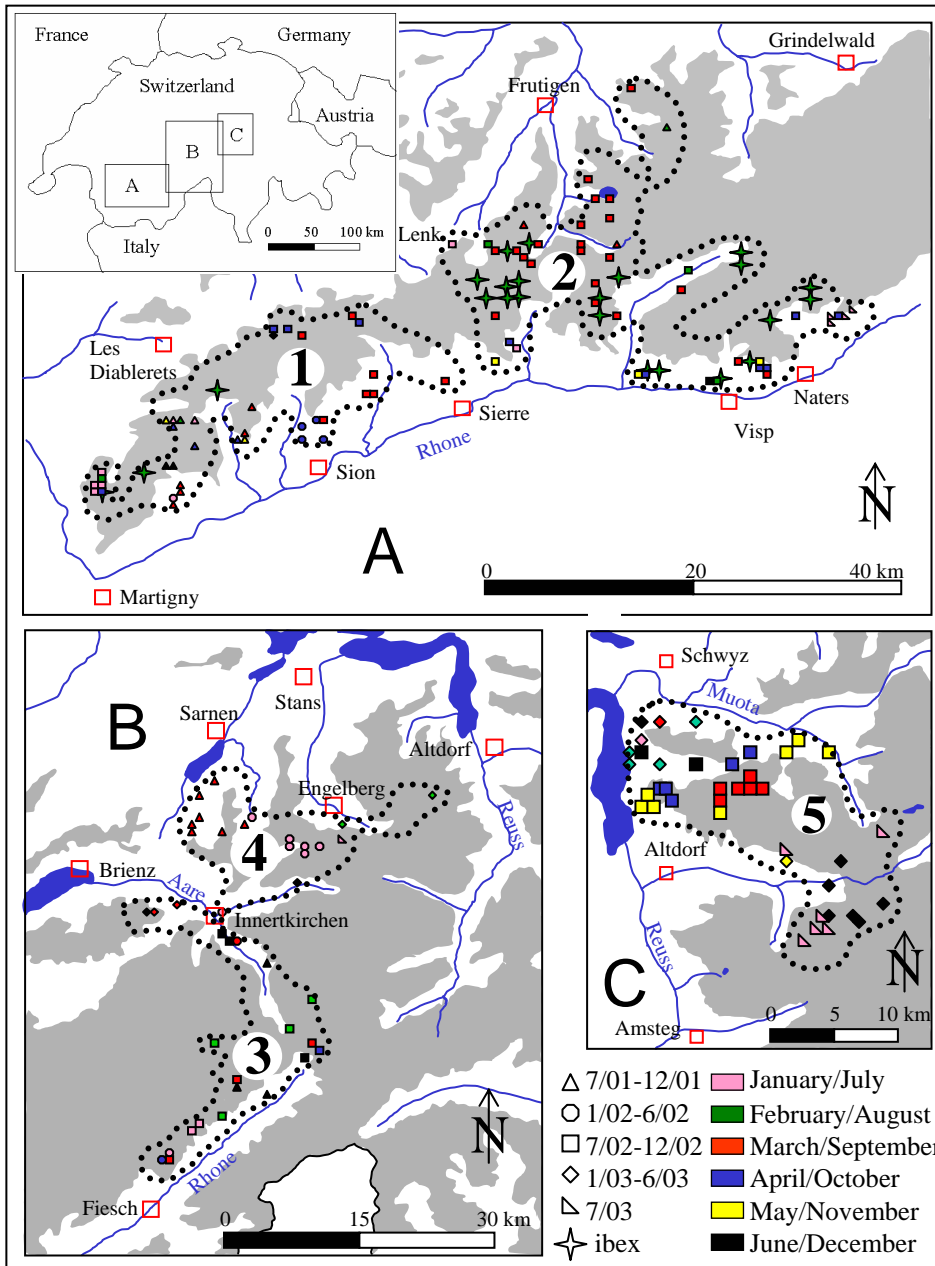 France
Germany
Switzerland
Austria
A
B
C
Italy
0 50 100 km
Grindelwald
Frutigen
Lenk
2
1
Les
Diablerets
Sierre
Naters
Visp
Rhone
Sion
N
A
Martigny
0 20 40 km
B
Stans
Sarnen
Altdorf
Engelberg
Reuss
4
Brienz
Aare
Innertkirchen
3
N
Rhone
Fiesch
0 15 30 km
Schwyz
Muota
5
Altdorf
Reuss
N
C
Amsteg
0 5 10 km
7/01-12/01 January/July
1/02-6/02 February/August
7/02-12/02 March/September
1/03-6/03 April/October
7/03 May/November
ibex June/December